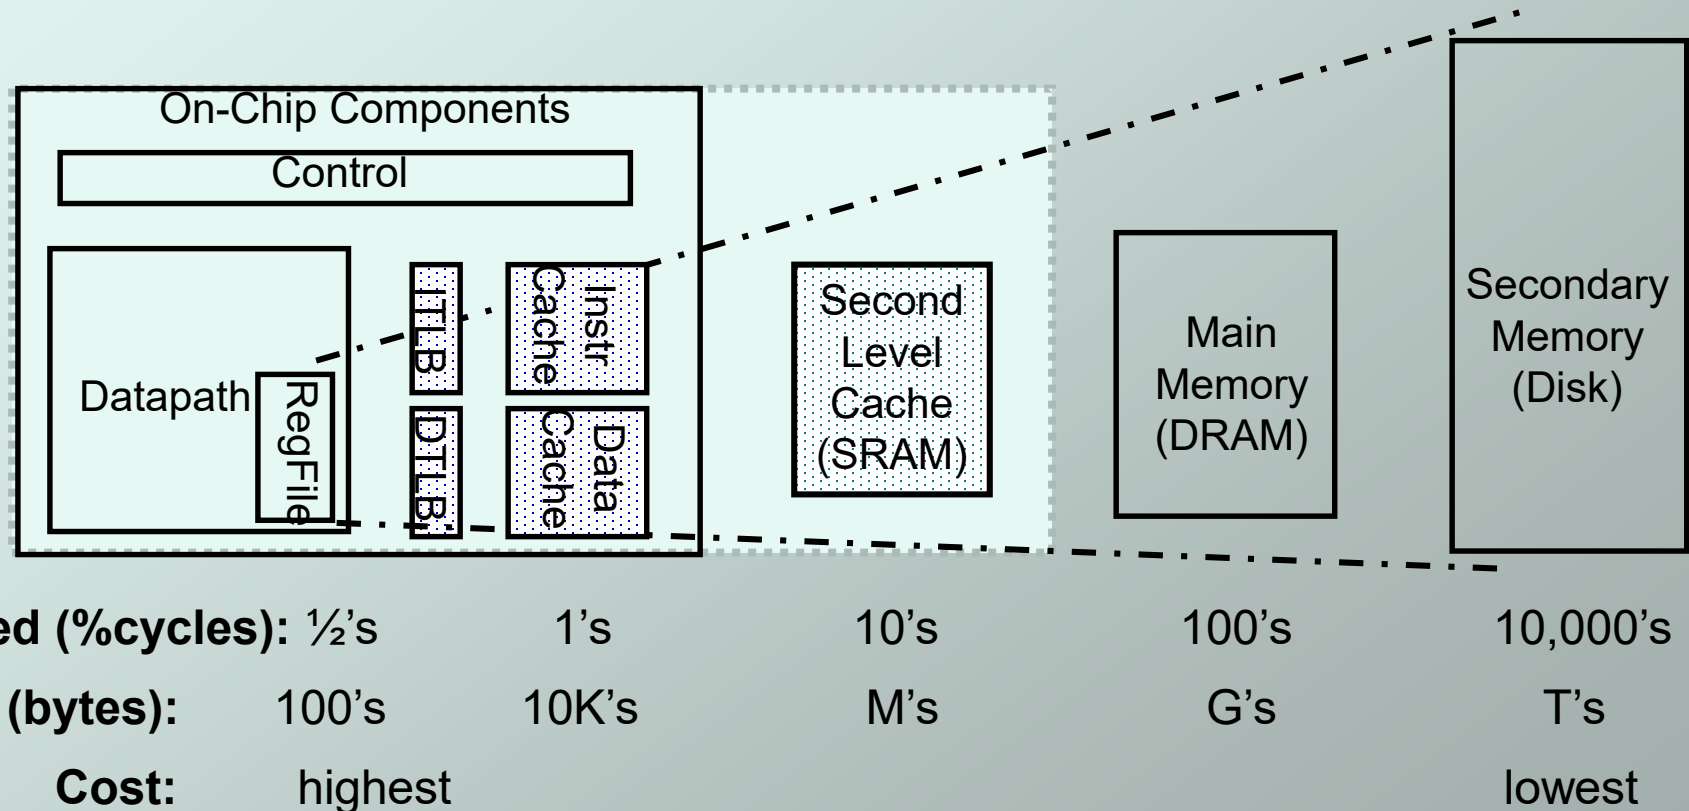 On-Chip Components
Control
Datapath
RegFile
ITLB
DTLB
Instr
Cache
Data
Cache
Second
Level
Cache
(SRAM)
Main
Memory
(DRAM)
Secondary
Memory
(Disk)
(%cycles): ½’s 1’s 10’s 100’s 10,000’s
(bytes): 100’s 10K’s M’s G’s T’s
Cost: highest lowest